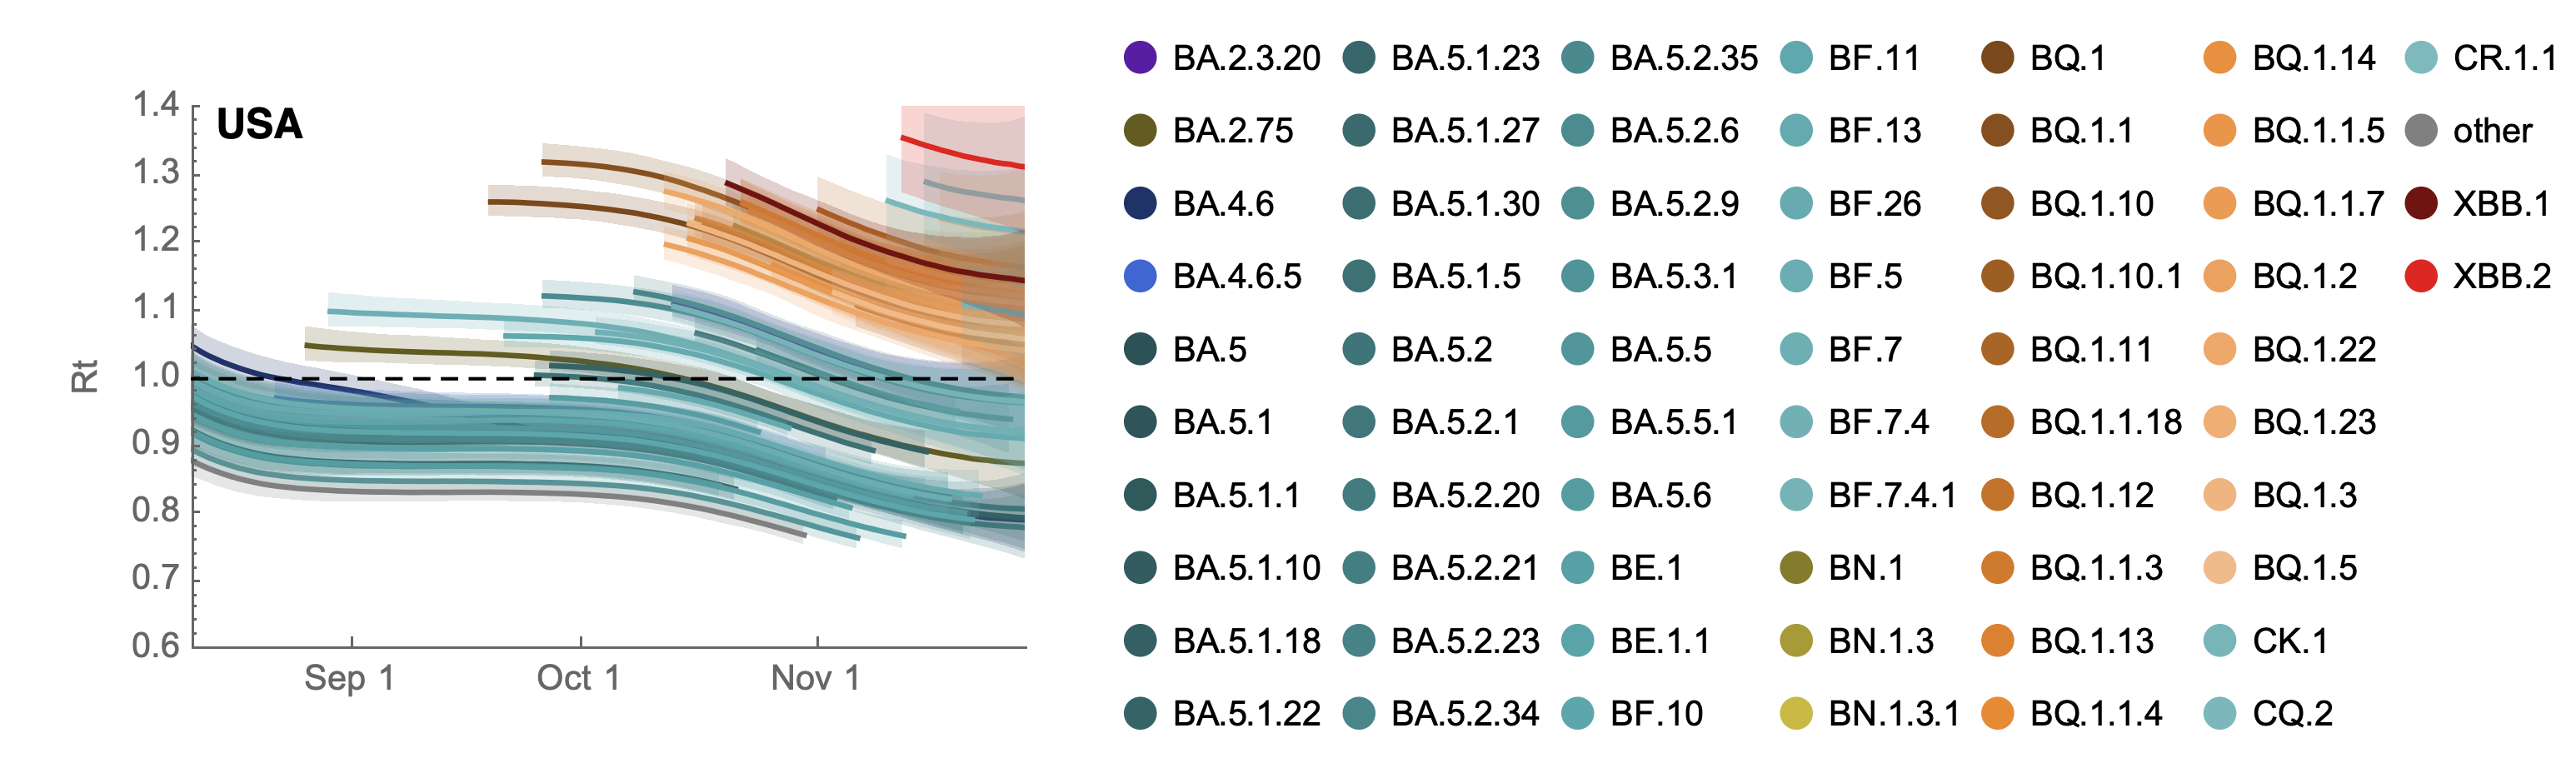 USA
Rt
1.4
1.3
1.2
1.1
1.0
0.9
0.8
0.7
0.6
Sep 1 Oct 1 Nov 1
BA.2.3.20 BA.5.1.23 BA.5.2.35 BF.11 BQ.1 BQ.1.14 CR.1.1
BA.2.75 BA.5.1.27 BA.5.2.6 BF.13 BQ.1.1 BQ.1.1.5 other
BA.4.6 BA.5.1.30 BA.5.2.9 BF.26 BQ.1.10 BQ.1.1.7 XBB.1
BA.4.6.5 BA.5.1.5 BA.5.3.1 BF.5 BQ.1.10.1 BQ.1.2 XBB.2
BA.5 BA.5.2 BA.5.5 BF.7 BQ.1.11 BQ.1.22
BA.5.1 BA.5.2.1 BA.5.5.1 BF.7.4 BQ.1.1.18 BQ.1.23
BA.5.1.1 BA.5.2.20 BA.5.6 BF.7.4.1 BQ.1.12 BQ.1.3
BA.5.1.10 BA.5.2.21 BE.1 BN.1 BQ.1.1.3 BQ.1.5
BA.5.1.18 BA.5.2.23 BE.1.1 BN.1.3 BQ.1.13 CK.1
BA.5.1.22 BA.5.2.34 BF.10 BN.1.3.1 BQ.1.1.4 CQ.2